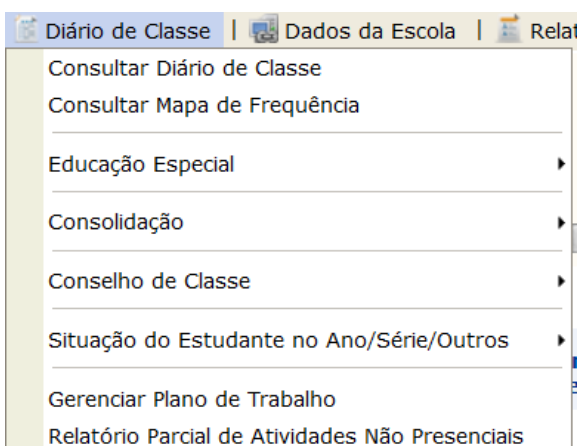 Diário de Classe | Dados da Escola |
Consultar Diário de Classe
Consultar Mapa de Frequência
Educação Especial
Consolidação
Conselho de Classe
Situação do Estudante no Ano/Série/Outros
Gerenciar Plano de Trabalho
Relatório Parcial de Atividades Não Presenciais